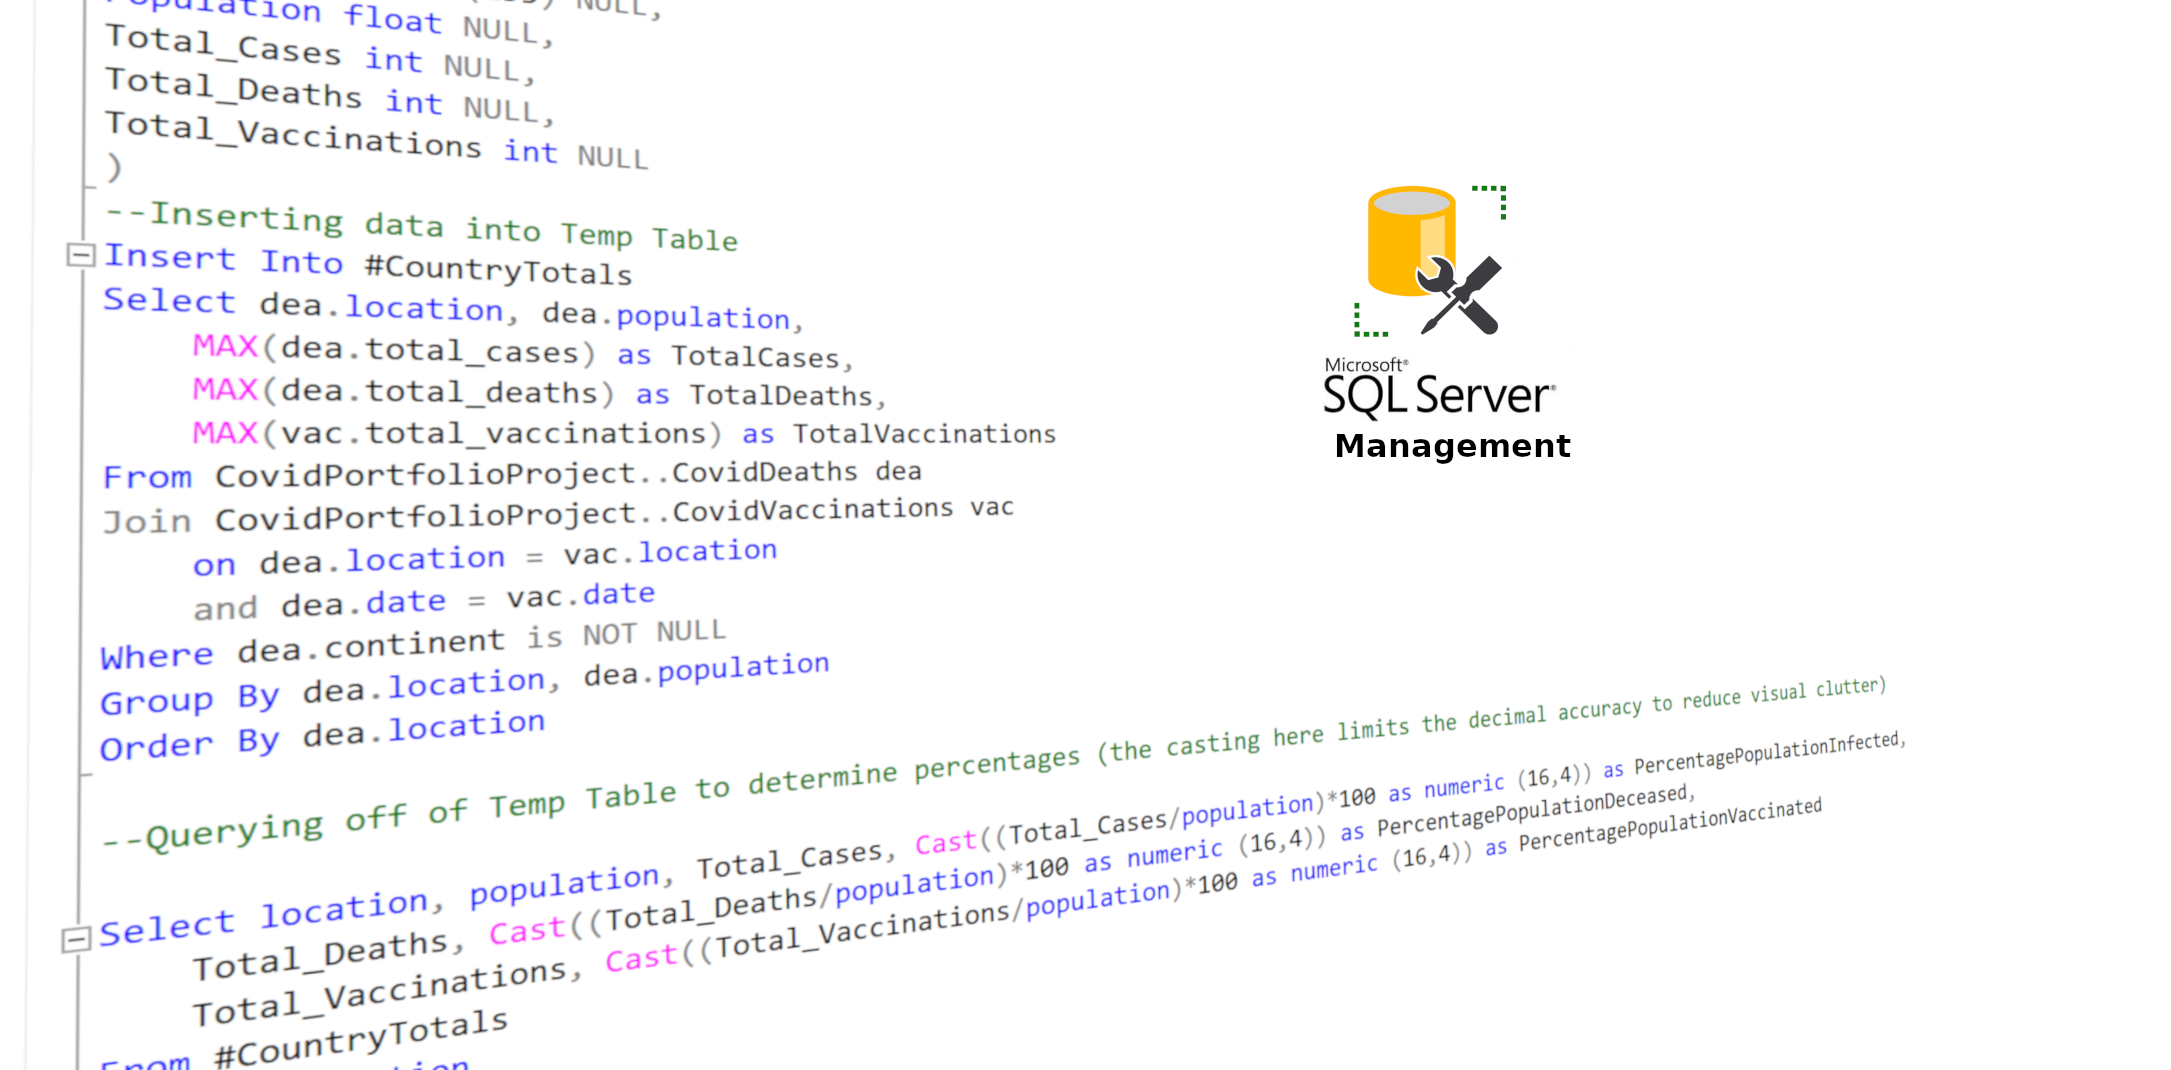 Population float NULL,
Total_Cases int NULL,
Total_Deaths int NULL,
Total_Vaccinations int NULL
)
--Inserting data into Temp Table
Insert Into #CountryTotals
Select dea.location, dea.population,
MAX(dea.total_cases) as TotalCases,
MAX(dea.total_deaths) as TotalDeaths,
MAX(vac.total_vaccinations) as TotalVaccinations
From CovidPortfolioProject..CovidDeaths dea
Join CovidPortfolioProject..CovidVaccinations vac
on dea.location = vac.location
and dea.date = vac.date
Where dea.continent is NOT NULL
Group By dea.location, dea.population
Order By dea.location
--Querying off of Temp Table to determine percentages (the casting here limits the decimal accuracy to reduce visual clutter)
Select location, population, Total_Cases, Cast((Total_Cases/population)*100 as numeric (16,4)) as PercentagePopulationInfected,
Total_Deaths, Cast((Total_Deaths/population)*100 as numeric (16,4)) as PercentagePopulationDeceased,
Total_Vaccinations, Cast((Total_Vaccinations/population)*100 as numeric (16,4)) as PercentagePopulationVaccinated
From #CountryTotals
Microsoft®
SQL Server®
Management